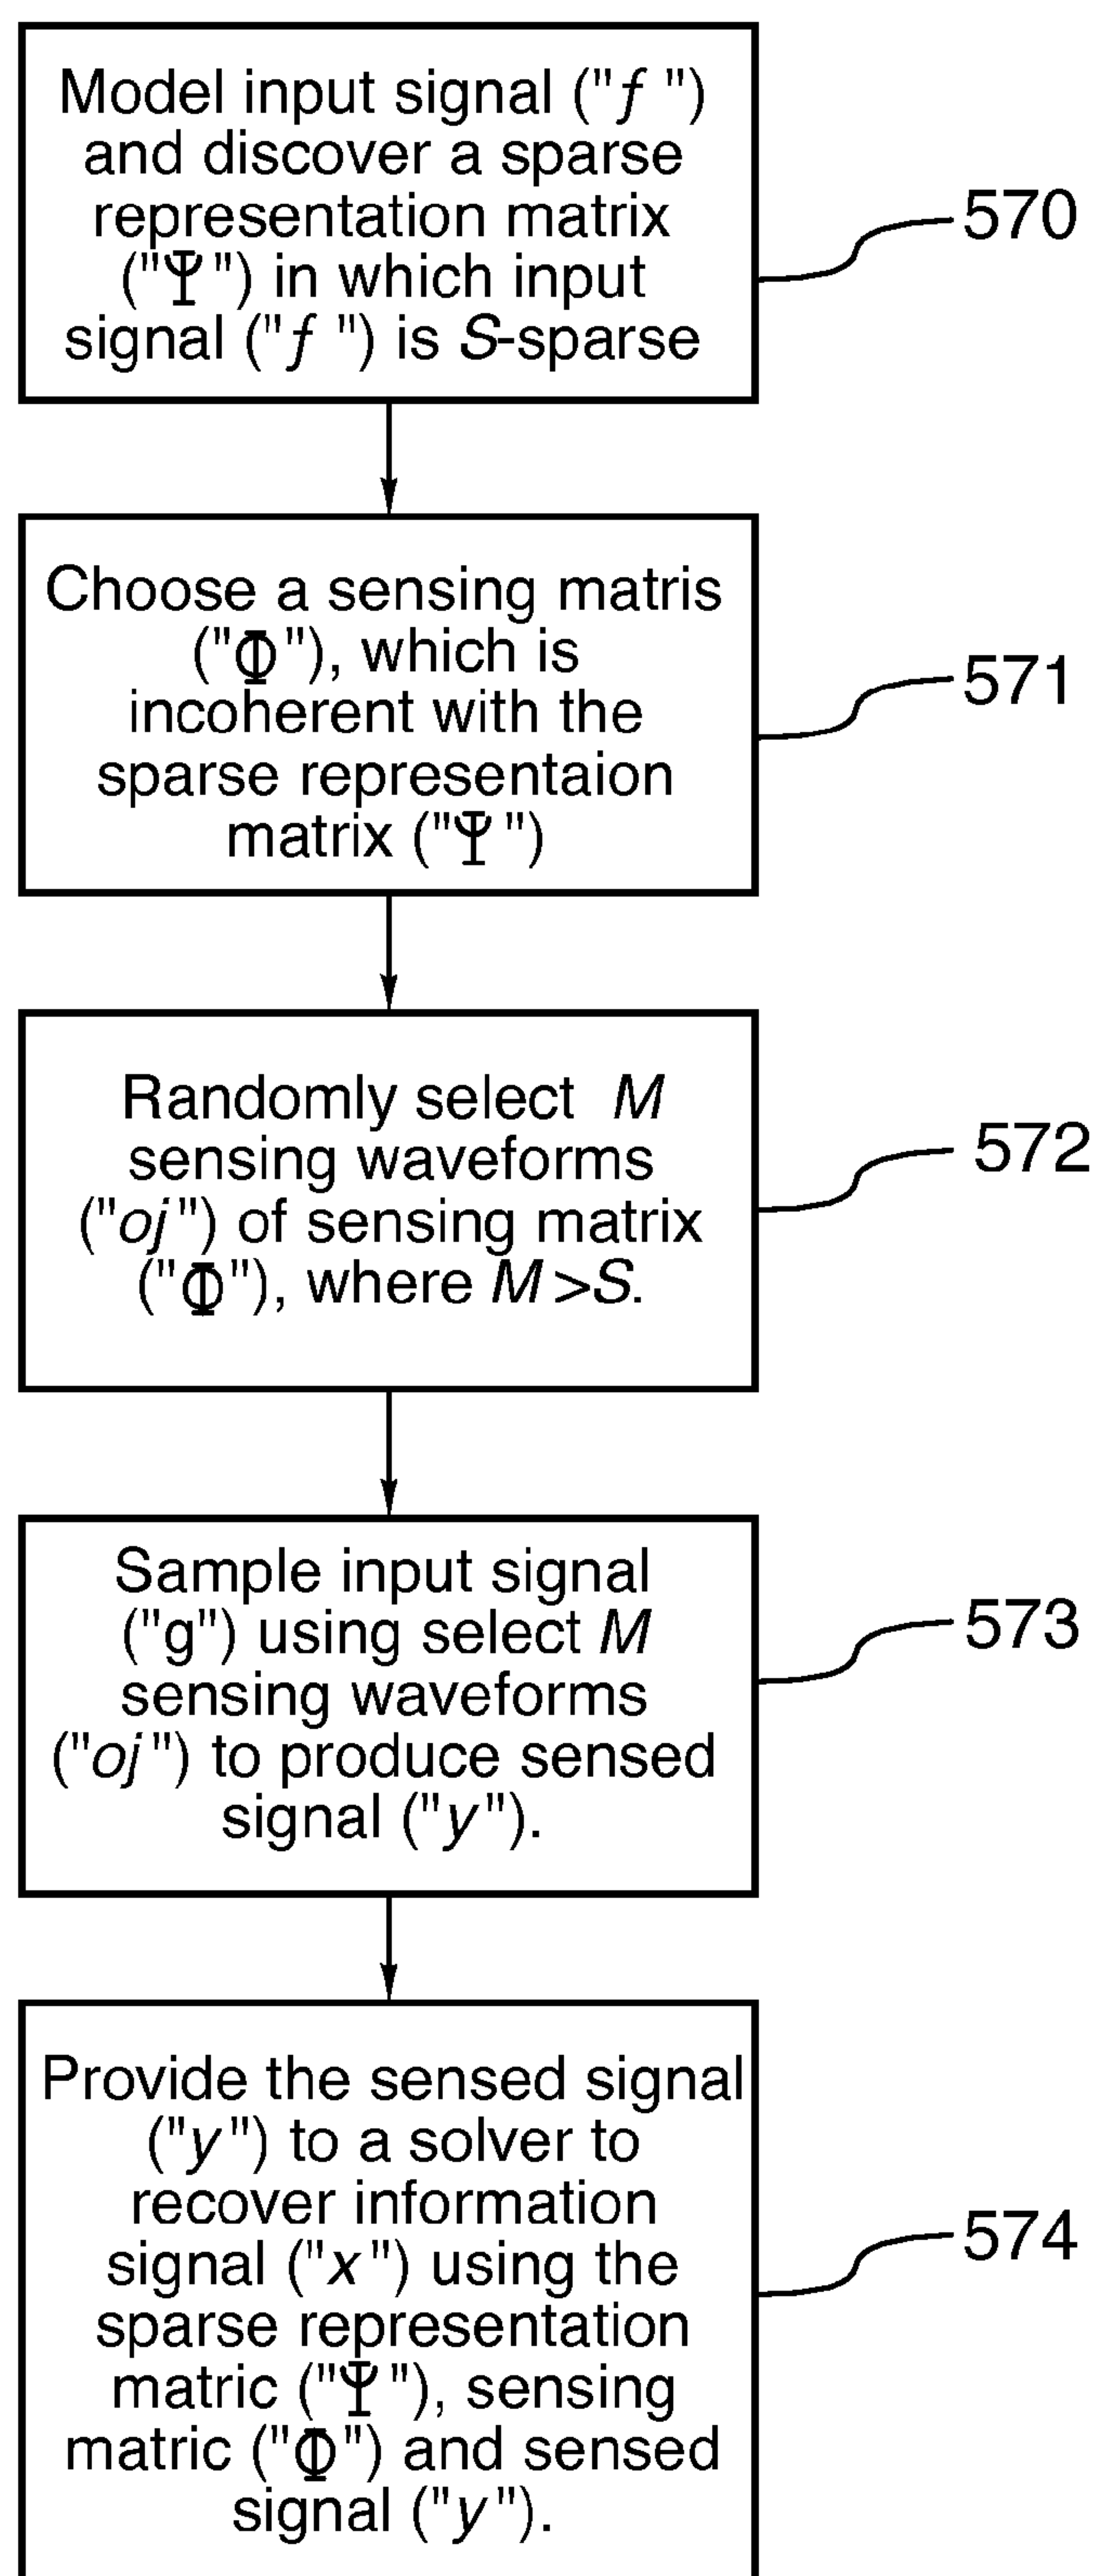 Model input signal ("f ")
and discover a sparse
representation matrix
("Ψ") in which input
signal ("f ") is S-sparse
570
Choose a sensing matris
("Φ"), which is
incoherent with the
sparse representaion
matrix ("Ψ")
571
Randomly select M
sensing waveforms
("oj") of sensing matrix
("Φ"), where M >S.
572
Sample input signal
("g") using select M
sensing waveforms
("oj") to produce sensed
signal ("y").
573
Provide the sensed signal
("y") to a solver to
recover information
signal ("x") using the
sparse representation
matric ("Ψ"), sensing
matric ("Φ") and sensed
signal ("y").
574